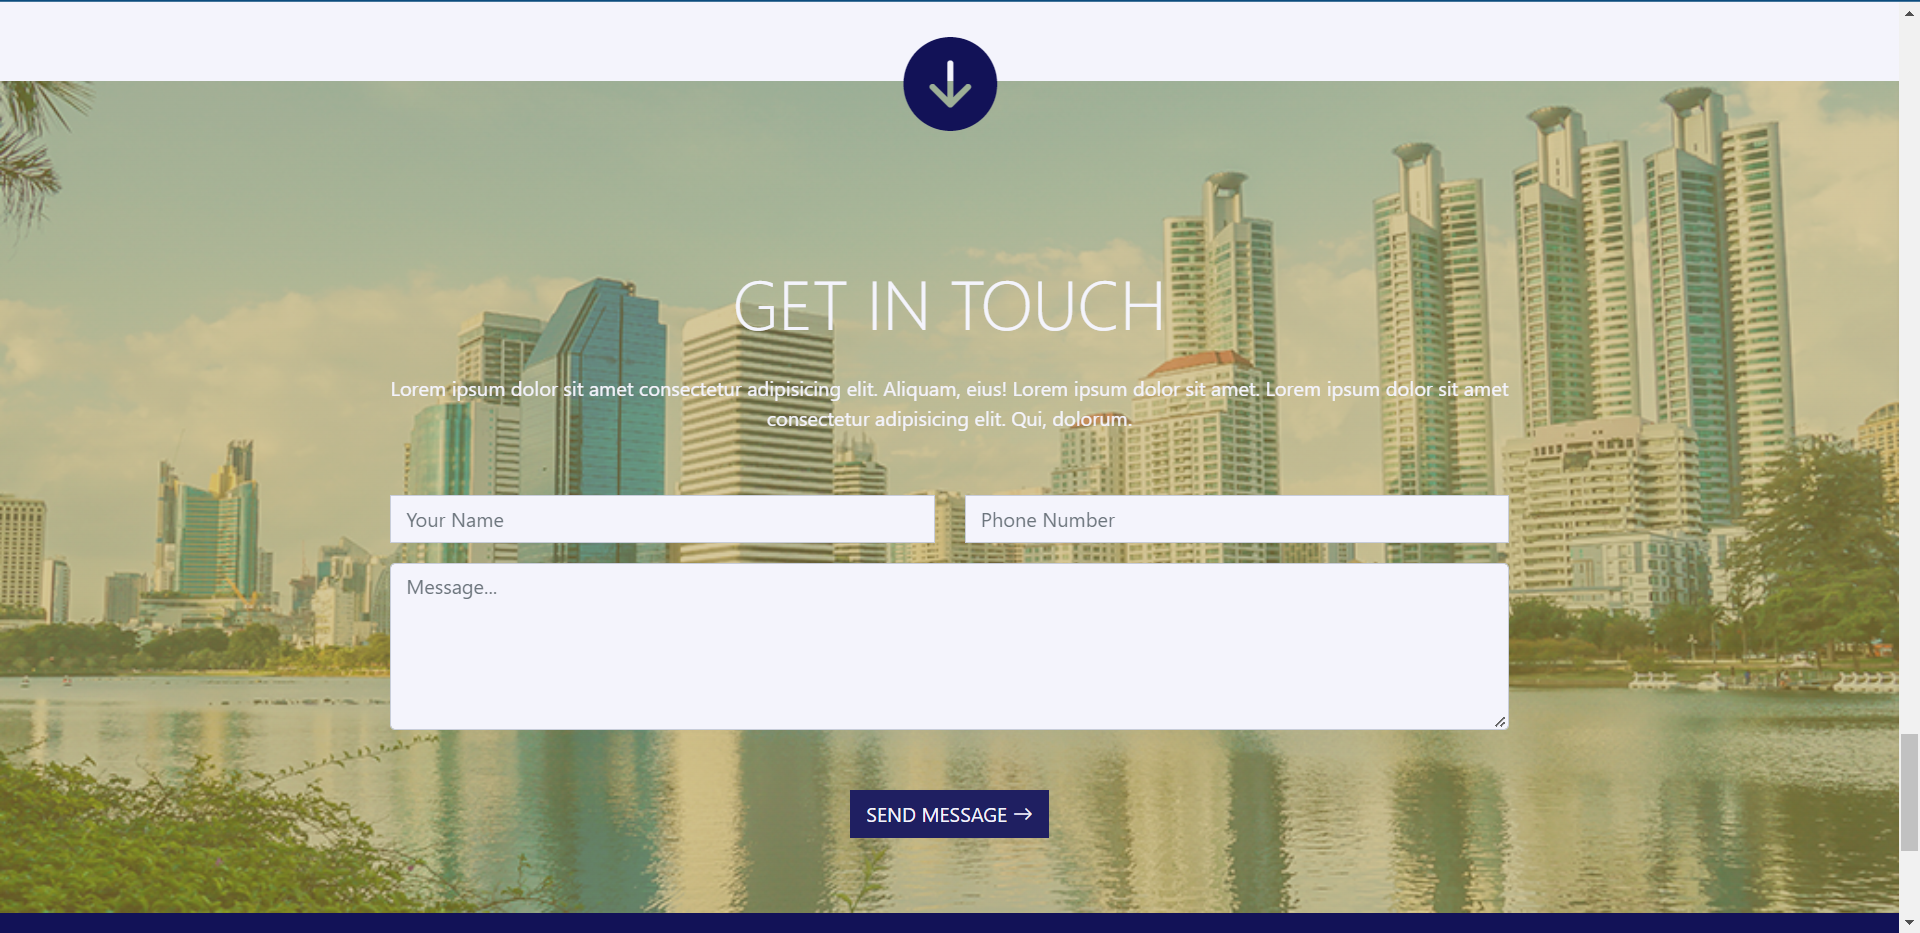 GET IN TOUCH
Lorem ipsum dolor sit amet consectetur adipisicing elit. Aliquam, eius! Lorem ipsum dolor sit amet. Lorem ipsum dolor sit amet
consectetur adipisicing elit. Qui, dolorum.
Your Name
Phone Number
Message...
SEND MESSAGE →